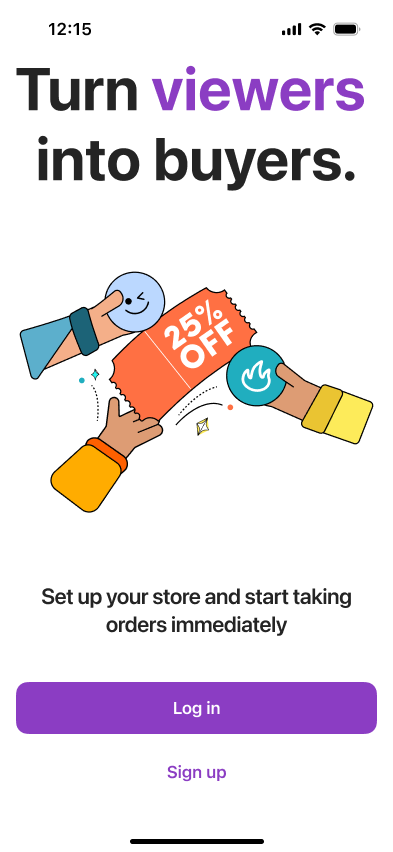 12:15
Turn viewers
into buyers.
25%
OFF
Set up your store and start taking
orders immediately
Log in
Sign up